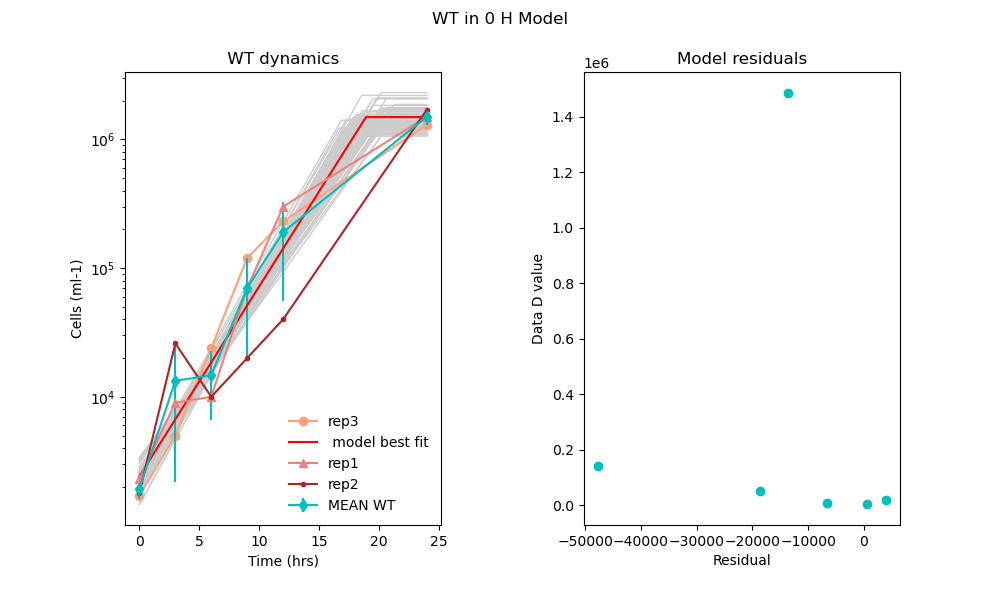 WT in 0 H Model
WT dynamics
Cells (ml-1)
10^6
10^5
10^4
rep3
model best fit
rep1
rep2
MEAN WT
0 5 10 15 20 25
Time (hrs)
Model residuals
1e6
Data D value
1.4
1.2
1.0
0.8
0.6
0.4
0.2
0.0
−50000 −40000 −30000 −20000 −10000 0
Residual